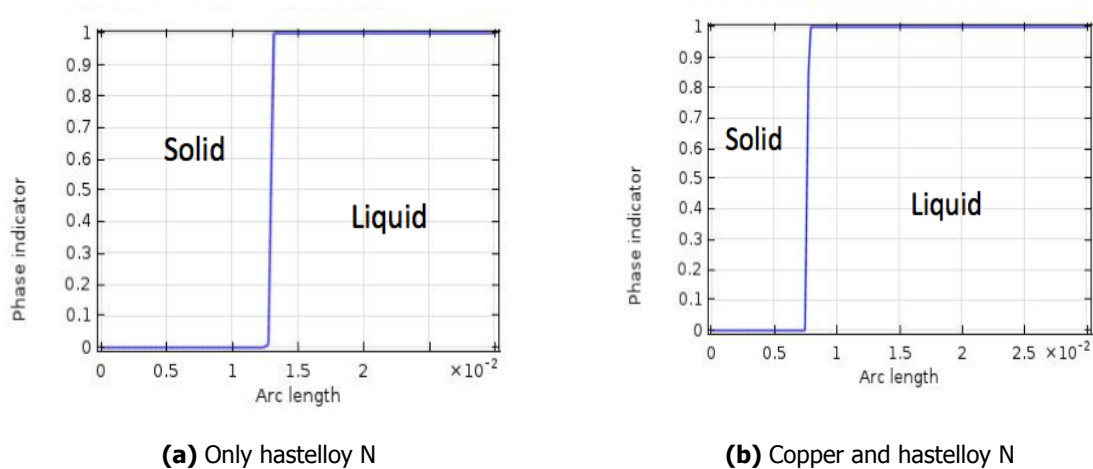 1
0.9
0.8
0.7
0.6
0.5
0.4
0.3
0.2
0.1
0
Phase indicator
Solid
Liquid
0 0.5 1 1.5 2 ×10⁻²
Arc length
(a) Only hastelloy N
1
0.9
0.8
0.7
0.6
0.5
0.4
0.3
0.2
0.1
0
Phase indicator
Solid
Liquid
0 0.5 1 1.5 2 2.5 ×10⁻²
Arc length
(b) Copper and hastelloy N